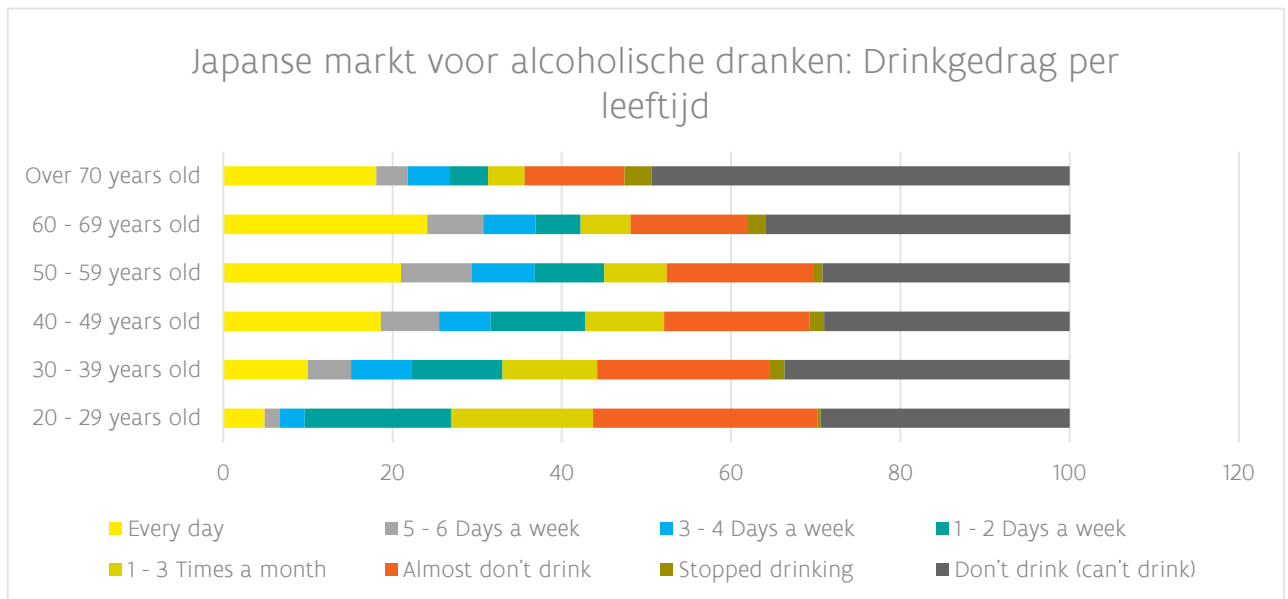 Japanse markt voor alcoholische dranken: Drinkgedrag per
leeftijd
Over 70 years old
60 - 69 years old
50 - 59 years old
40 - 49 years old
30 - 39 years old
20 - 29 years old
0 20 40 60 80 100 120
Every day 5 - 6 Days a week 3 - 4 Days a week 1 - 2 Days a week
1 - 3 Times a month Almost don't drink Stopped drinking Don't drink (can't drink)